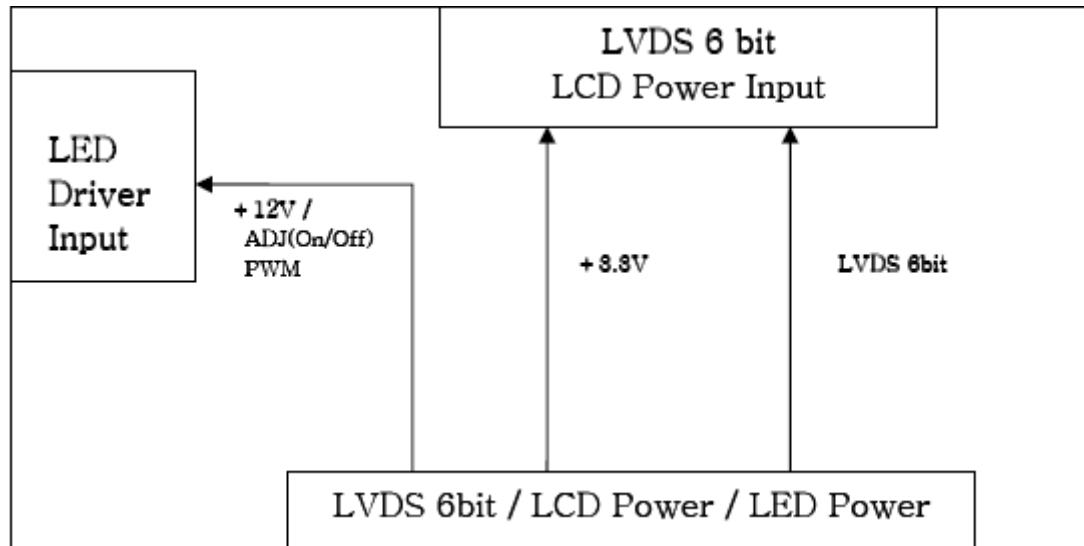 LVDS 6 bit
LCD Power Input
LED
Driver
Input
+12V /
ADJ(On/Off)
PWM
+3.3V
LVDS 6bit
LVDS 6bit / LCD Power / LED Power